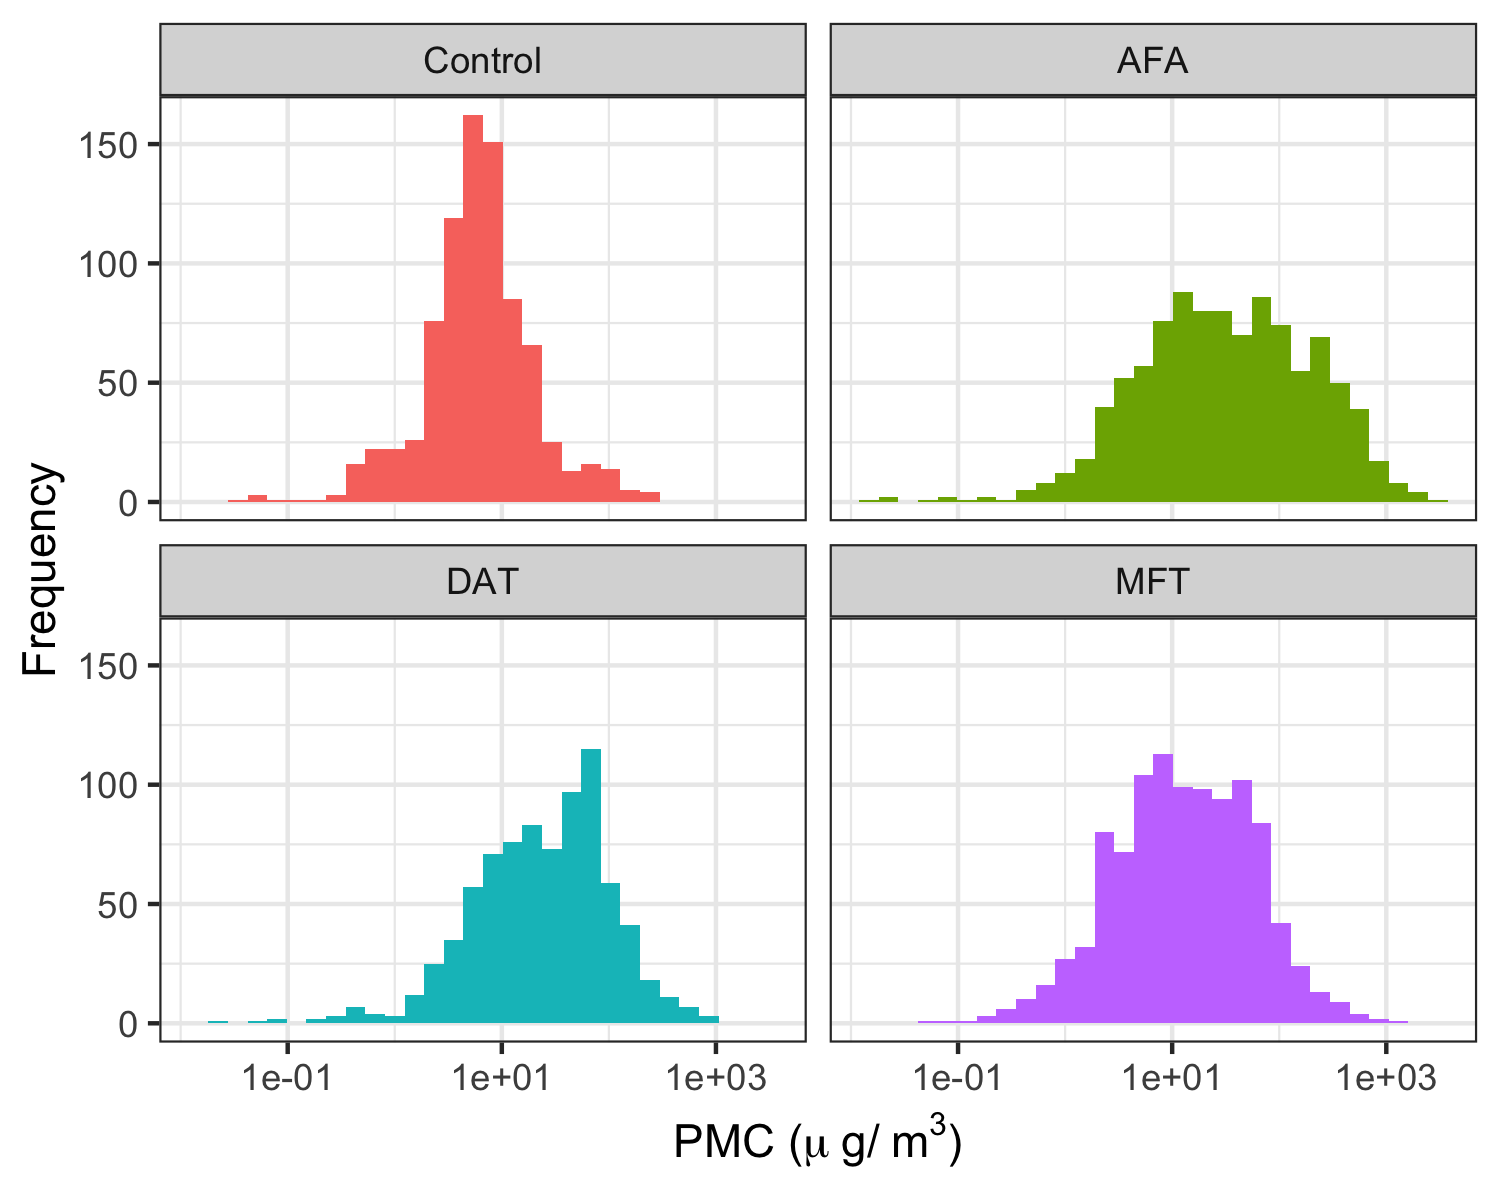 Control
AFA
150
100
50
0
DAT
MFT
150
100
50
0
Frequency
1e-01
1e+01
1e+03
1e-01
1e+01
1e+03
PMC (μ g/ m³)